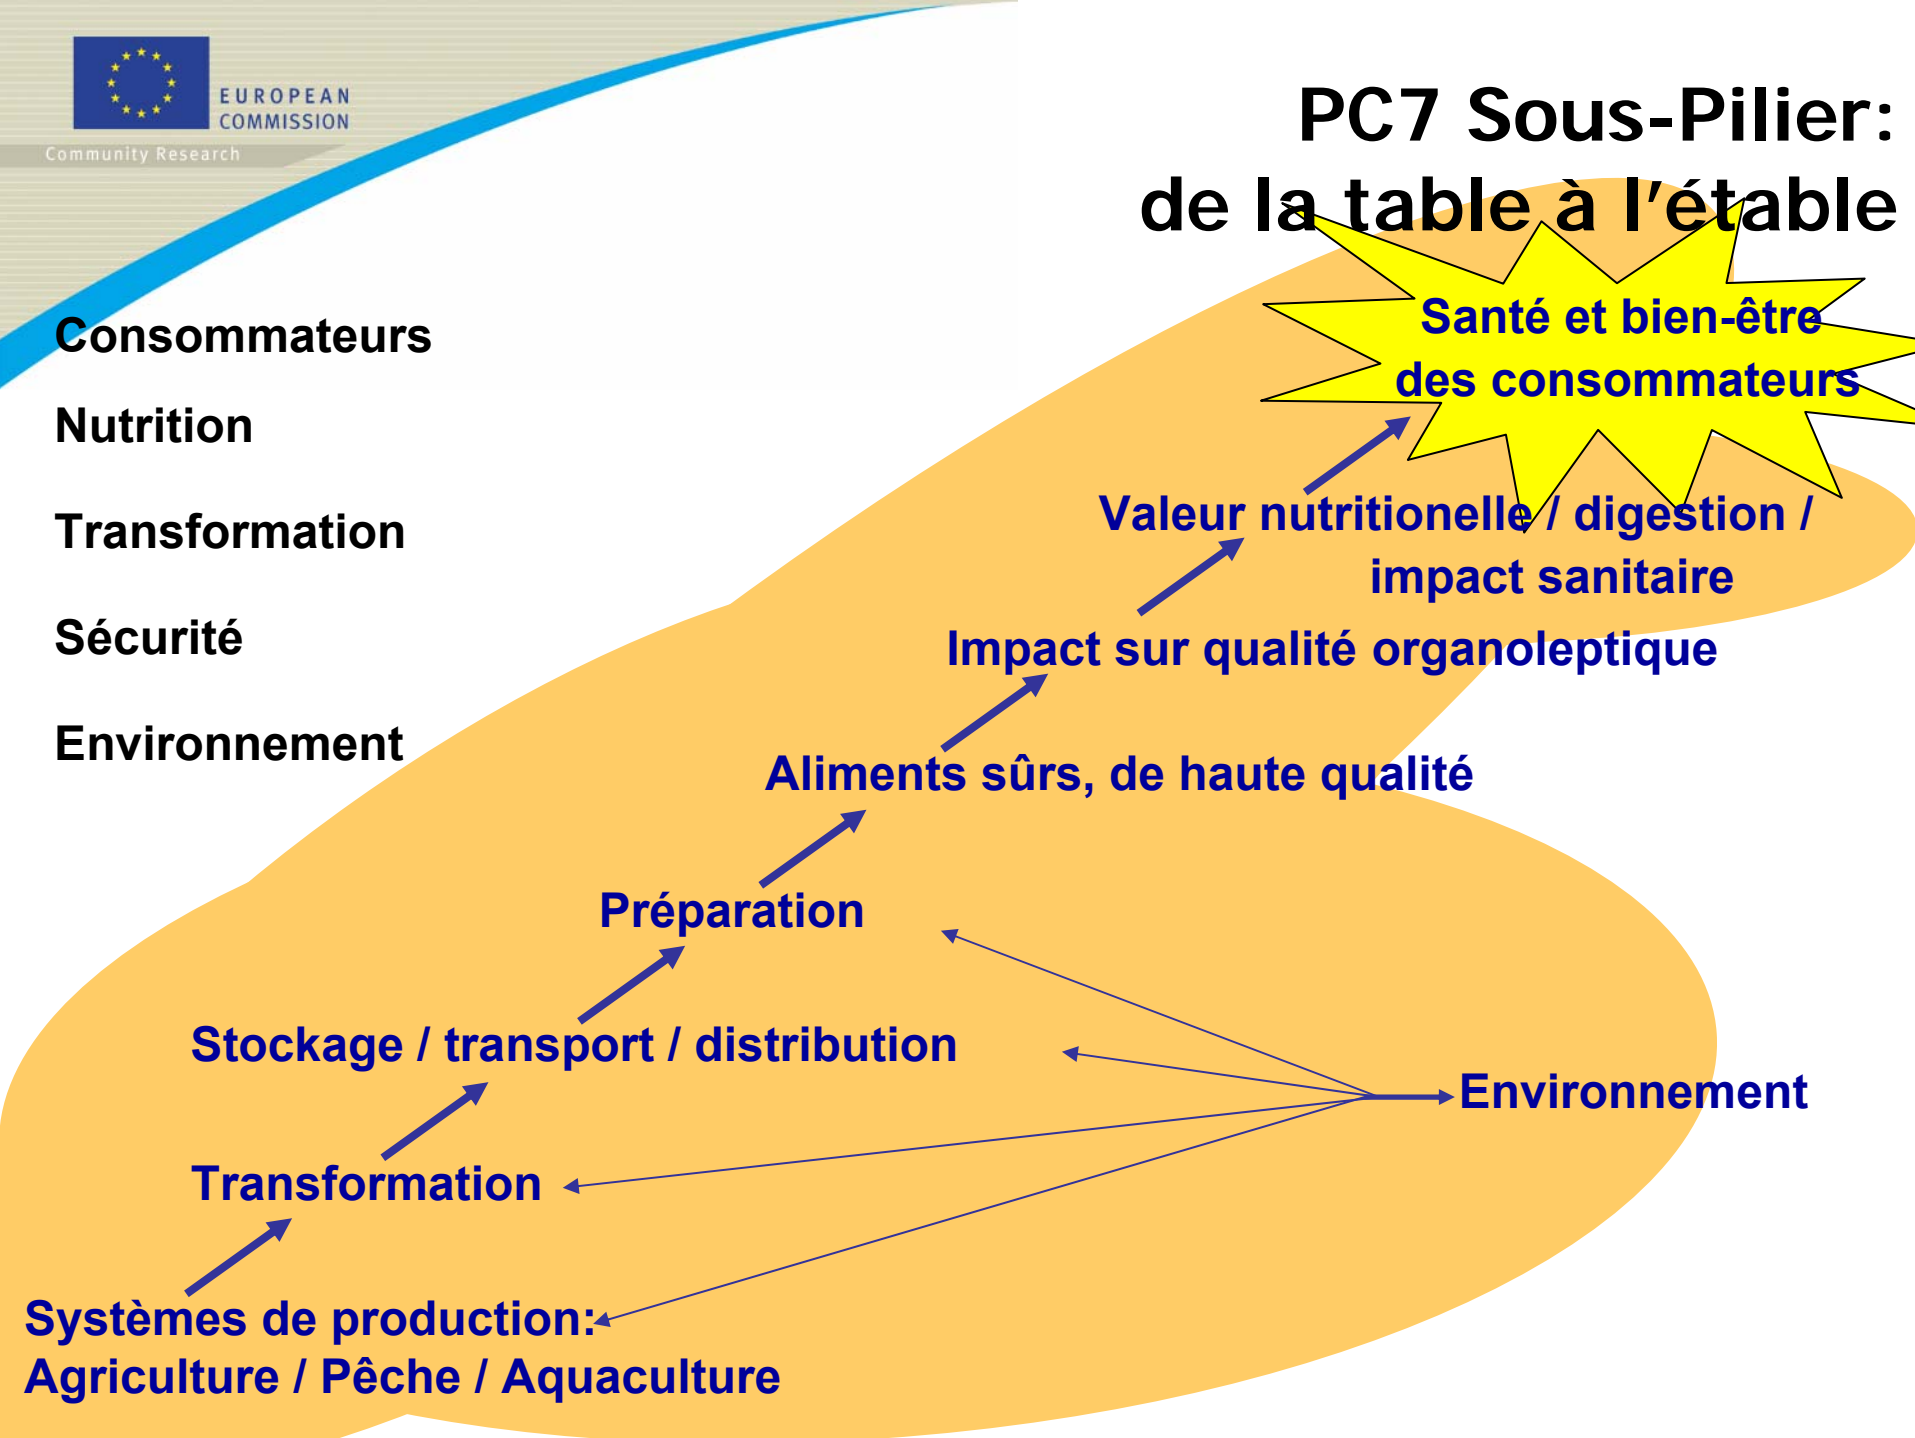 EUROPEAN
COMMISSION
Community Research
PC7 Sous-Pilier:
de la table à l’étable
Consommateurs
Nutrition
Transformation
Sécurité
Environnement
Santé et bien-être
des consommateurs
Valeur nutritionelle / digestion /
impact sanitaire
Impact sur qualité organoleptique
Aliments sûrs, de haute qualité
Préparation
Stockage / transport / distribution
Environnement
Transformation
Systèmes de production:
Agriculture / Pêche / Aquaculture